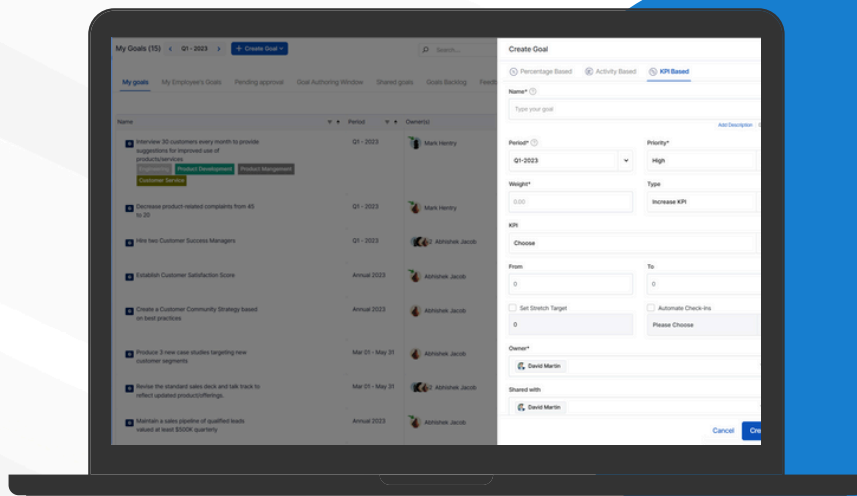 My Goals (15) < Q1 - 2023 > + Create Goal
Search...
My goals My Employee's Goals Pending approval Goal Authoring Window Shared goals Goals Backlog Feedb
Name Period Owner(s)
Interview 30 customers every month to provide
suggestions for improved use of
products/services
Engineering Product Development Product Mangement
Customer Service
Q1 - 2023 Mark Hentry
Decrease product-related complaints from 45
to 20
Q1 - 2023 Mark Hentry
Hire two Customer Success Managers Q1 - 2023 Abhishek Jacob
Establish Customer Satisfaction Score Annual 2023 Abhishek Jacob
Create a Customer Community Strategy based
on best practices
Annual 2023 Abhishek Jacob
Produce 3 new case studies targeting new
customer segments
Mar 01 - May 31 Abhishek Jacob
Revise the standard sales deck and talk track to
reflect updated product/offerings.
Mar 01 - May 31 Abhishek Jacob
Maintain a sales pipeline of qualified leads
valued at least $500K quarterly
Annual 2023 Abhishek Jacob
Create Goal
Percentage Based Activity Based KPI Based
Name*
Type your goal
Add Description
Period* Priority*
Q1-2023 High
Weight* Type
0.00 Increase KPI
KPI
Choose
From To
0 0
Set Stretch Target Automate Check-Ins
0 Please Choose
Owner*
David Martin
Shared with
David Martin
Cancel Cre